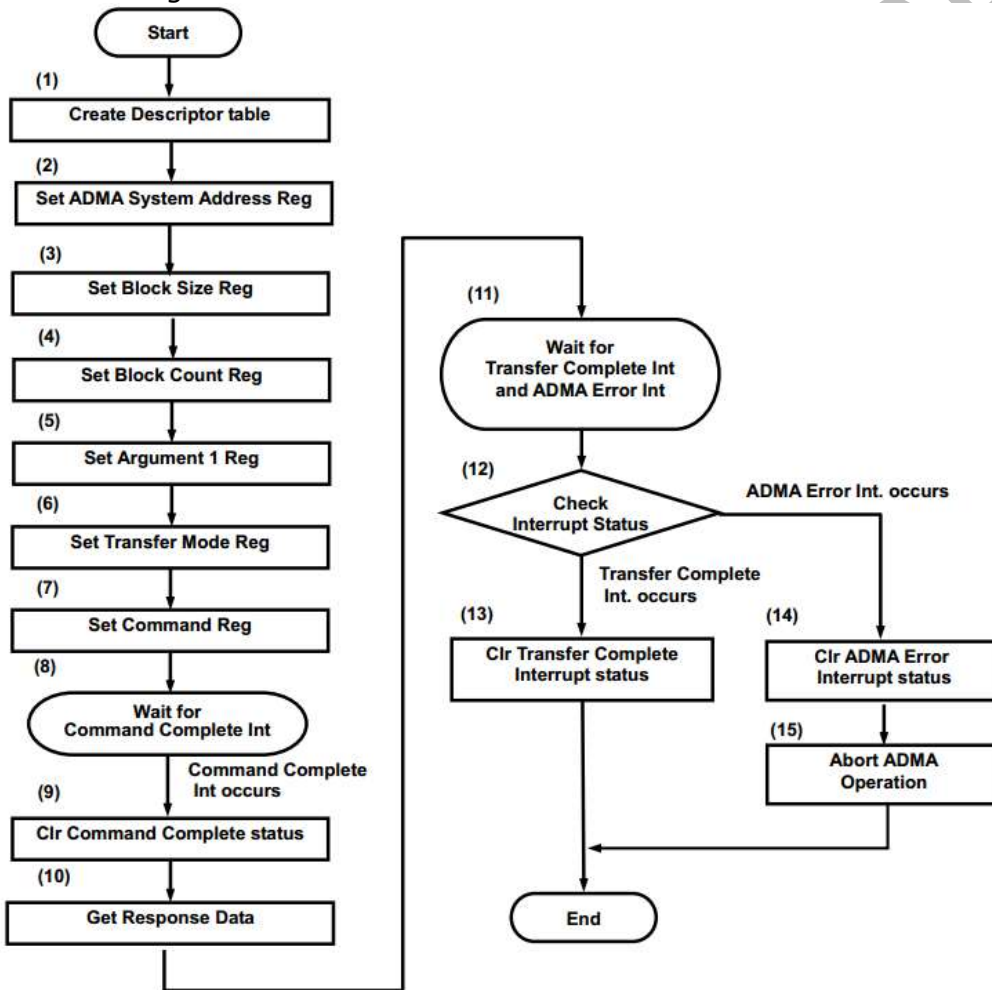 Start
(1)
Create Descriptor table
(2)
Set ADMA System Address Reg
(3)
Set Block Size Reg
(4)
Set Block Count Reg
(5)
Set Argument 1 Reg
(6)
Set Transfer Mode Reg
(7)
Set Command Reg
(8)
Wait for
Command Complete Int
Command Complete
Int occurs
(9)
Clr Command Complete status
(10)
Get Response Data
(11)
Wait for
Transfer Complete Int
and ADMA Error Int
(12)
Check
Interrupt Status
ADMA Error Int. occurs
Transfer Complete
Int. occurs
(13)
Clr Transfer Complete
Interrupt status
(14)
Clr ADMA Error
Interrupt status
(15)
Abort ADMA
Operation
End